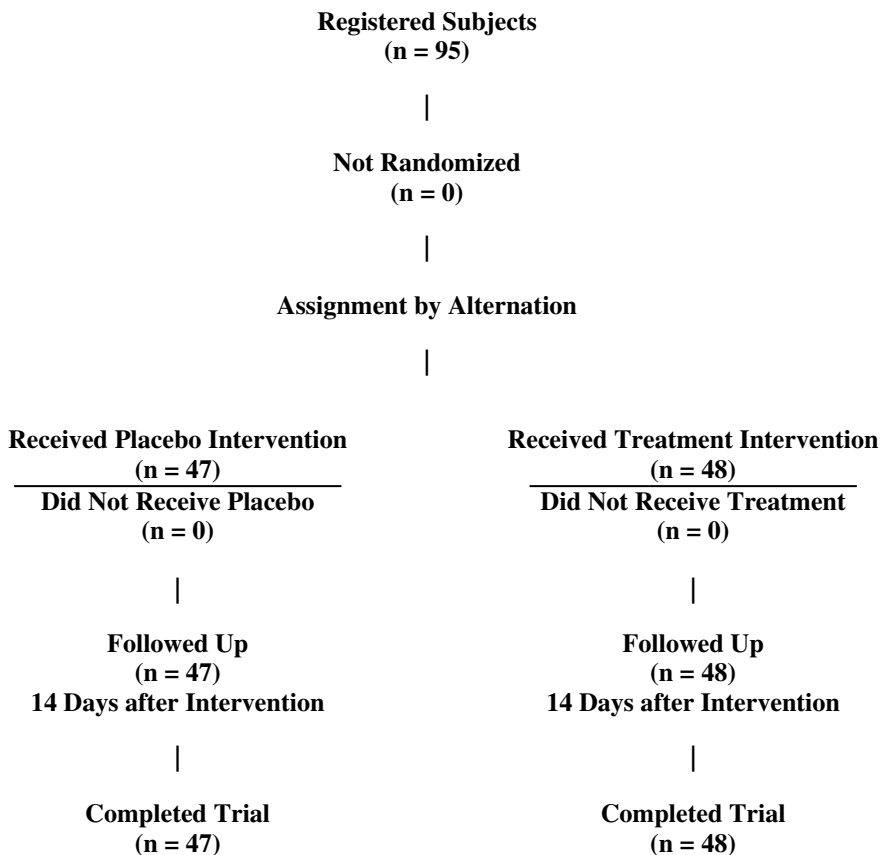 Registered Subjects
(n = 95)
|
Not Randomized
(n = 0)
|
Assignment by Alternation
|
Received Placebo Intervention
(n = 47)
Did Not Receive Placebo
(n = 0)
|
Followed Up
(n = 47)
14 Days after Intervention
|
Completed Trial
(n = 47)
Received Treatment Intervention
(n = 48)
Did Not Receive Treatment
(n = 0)
|
Followed Up
(n = 48)
14 Days after Intervention
|
Completed Trial
(n = 48)